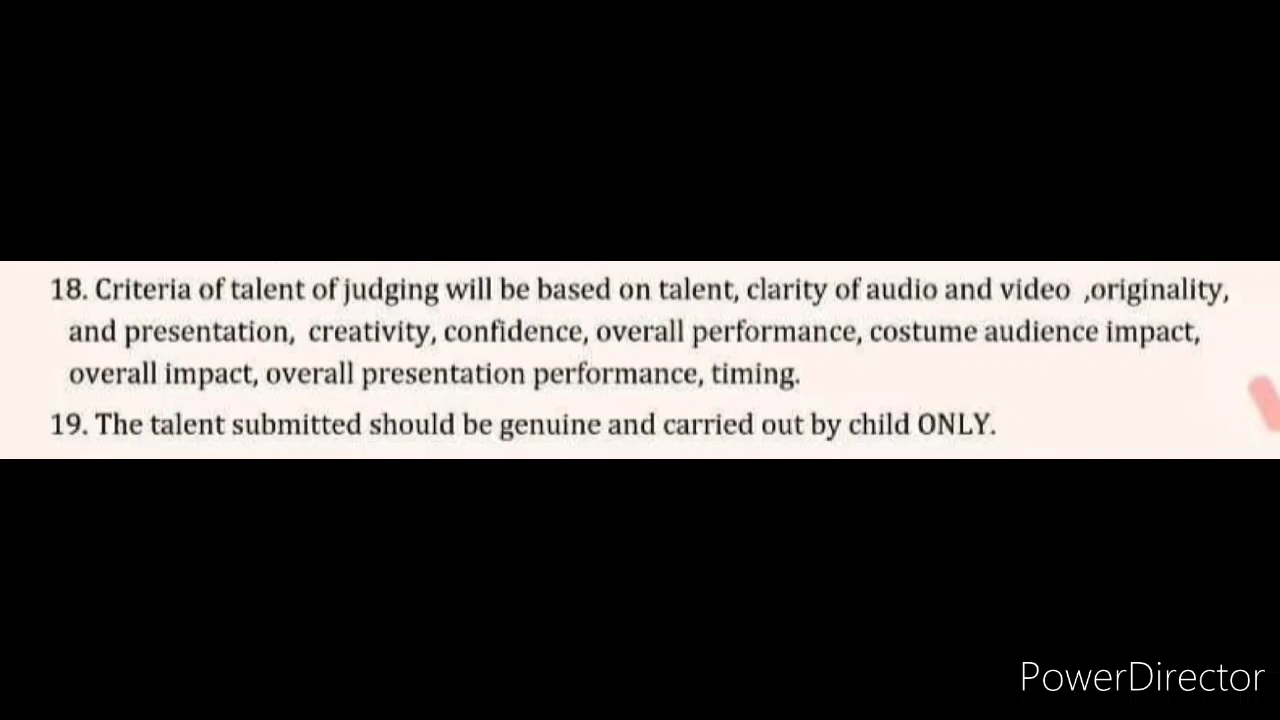 18. Criteria of talent of judging will be based on talent, clarity of audio and video  ,originality,
and presentation,  creativity, confidence, overall performance, costume audience impact,
overall impact, overall presentation performance, timing.
19. The talent submitted should be genuine and carried out by child ONLY.
PowerDirector